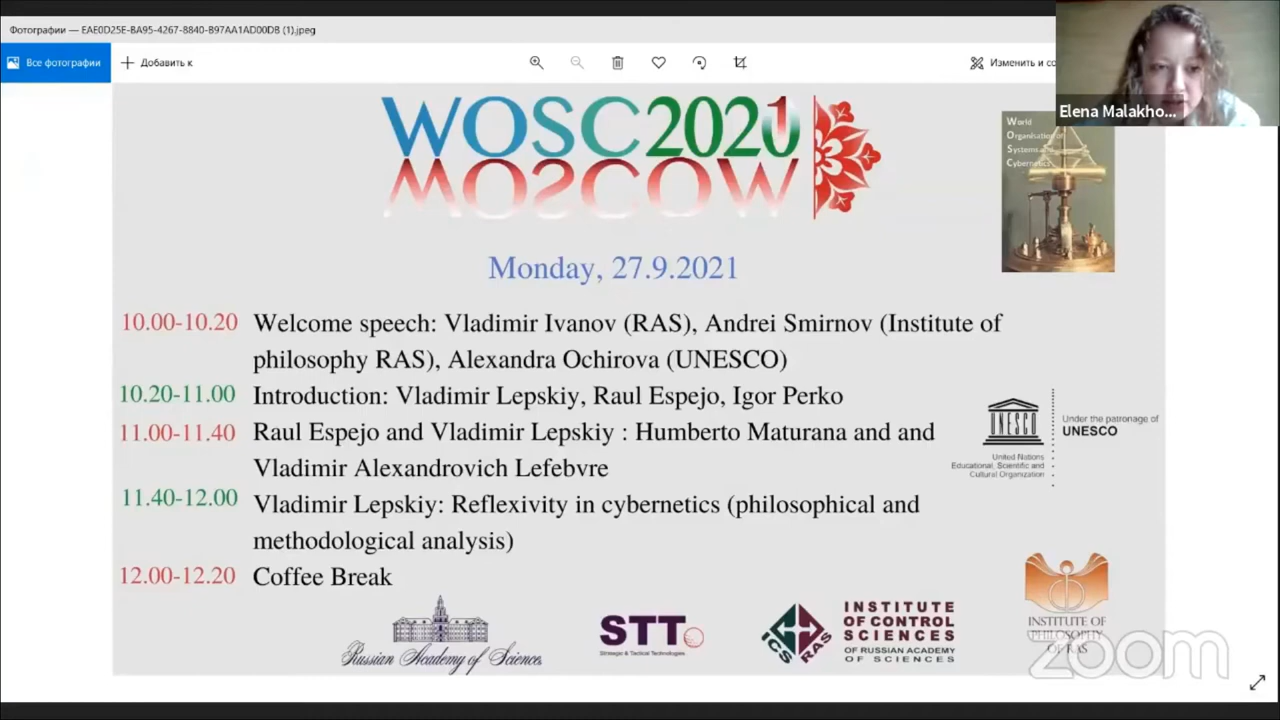 Фотографии — EAE0D25E-BA95-4267-8840-B97AA1AD00DB (1).jpeg
Все фотографии
Добавить к
Изменить и со
Elena Malakho...
WOSC2021
MOSCOW
World
Organisation of
Systems and
Cybernetics
Monday, 27.9.2021
10.00-10.20 Welcome speech: Vladimir Ivanov (RAS), Andrei Smirnov (Institute of
philosophy RAS), Alexandra Ochirova (UNESCO)
10.20-11.00 Introduction: Vladimir Lepskiy, Raul Espejo, Igor Perko
11.00-11.40 Raul Espejo and Vladimir Lepskiy : Humberto Maturana and and
Vladimir Alexandrovich Lefebvre
11.40-12.00 Vladimir Lepskiy: Reflexivity in cybernetics (philosophical and
methodological analysis)
12.00-12.20 Coffee Break
UNESCO
United Nations
Educational, Scientific and
Cultural Organization
Under the patronage of
UNESCO
Russian Academy of Sciences
STT
Strategic & Tactical Technologies
ICS RAS
INSTITUTE
OF CONTROL
SCIENCES
OF RUSSIAN ACADEMY
OF SCIENCES
INSTITUTE OF
PHILOSOPHY
OF RAS
zoom